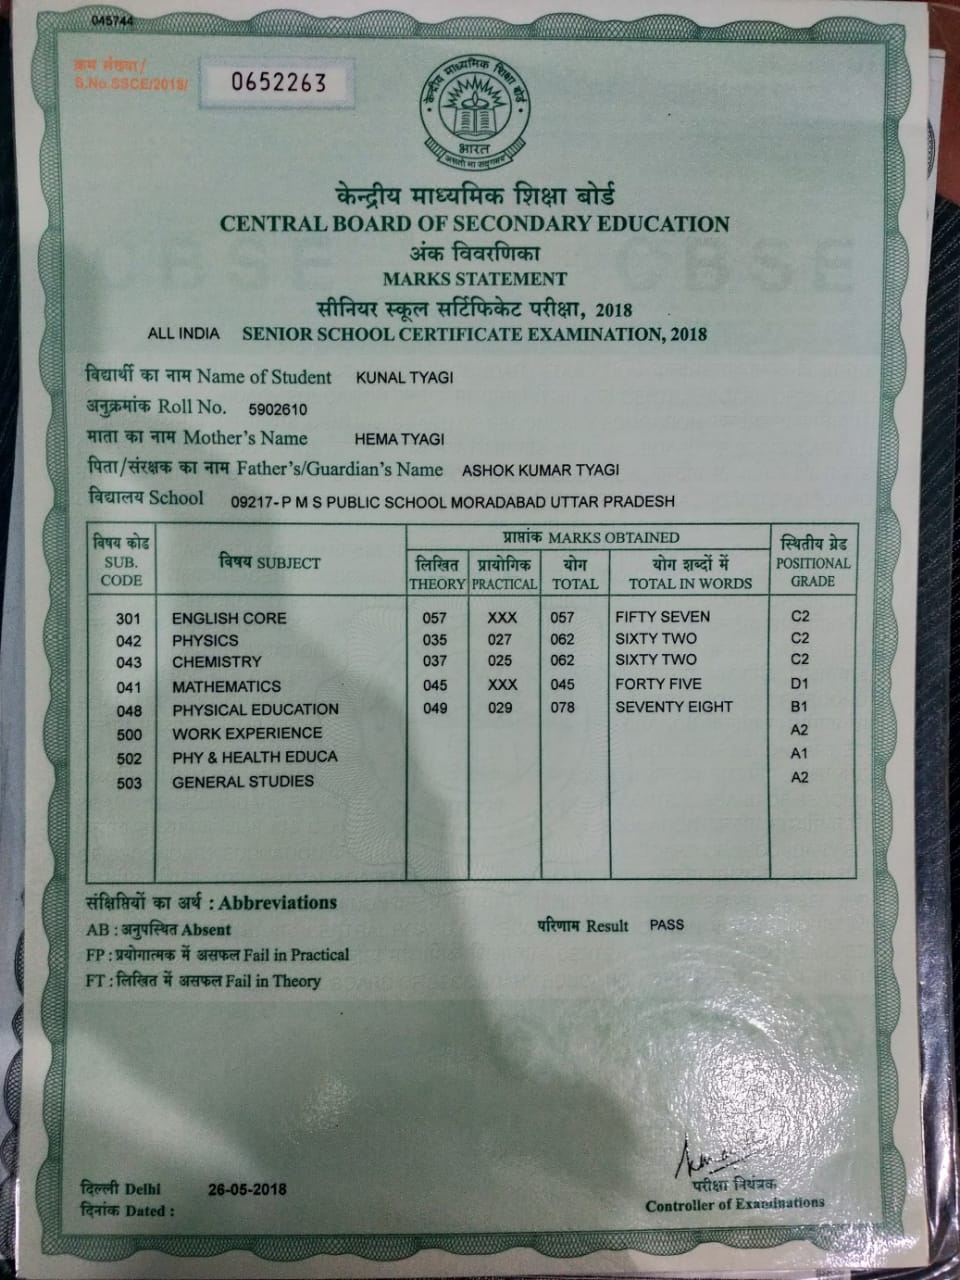 045744
क्रम संख्या/
S.No.SSCE/2018/
0652263
केन्द्रीय माध्यमिक शिक्षा बोर्ड
भारत
असतो मा सद्गमय
केन्द्रीय माध्यमिक शिक्षा बोर्ड
CENTRAL BOARD OF SECONDARY EDUCATION
CBSE CBSE
अंक विवरणिका
MARKS STATEMENT
सीनियर स्कूल सर्टिफिकेट परीक्षा, 2018
ALL INDIA SENIOR SCHOOL CERTIFICATE EXAMINATION, 2018
विद्यार्थी का नाम Name of Student KUNAL TYAGI
अनुक्रमांक Roll No. 5902610
माता का नाम Mother's Name HEMA TYAGI
पिता/संरक्षक का नाम Father's/Guardian's Name ASHOK KUMAR TYAGI
विद्यालय School 09217-P M S PUBLIC SCHOOL MORADABAD UTTAR PRADESH
विषय कोड SUB. CODE विषय SUBJECT प्राप्तांक MARKS OBTAINED स्थितीय ग्रेड POSITIONAL GRADE
लिखित THEORY प्रायोगिक PRACTICAL योग TOTAL योग शब्दों में TOTAL IN WORDS
301 ENGLISH CORE 057 XXX 057 FIFTY SEVEN C2
042 PHYSICS 035 027 062 SIXTY TWO C2
043 CHEMISTRY 037 025 062 SIXTY TWO C2
041 MATHEMATICS 045 XXX 045 FORTY FIVE D1
048 PHYSICAL EDUCATION 049 029 078 SEVENTY EIGHT B1
500 WORK EXPERIENCE A2
502 PHY & HEALTH EDUCA A1
503 GENERAL STUDIES A2
संक्षिप्तियों का अर्थ : Abbreviations
AB : अनुपस्थित Absent परिणाम Result PASS
FP : प्रयोगात्मक में असफल Fail in Practical
FT : लिखित में असफल Fail in Theory
दिल्ली Delhi 26-05-2018
दिनांक Dated :
परीक्षा नियंत्रक
Controller of Examinations